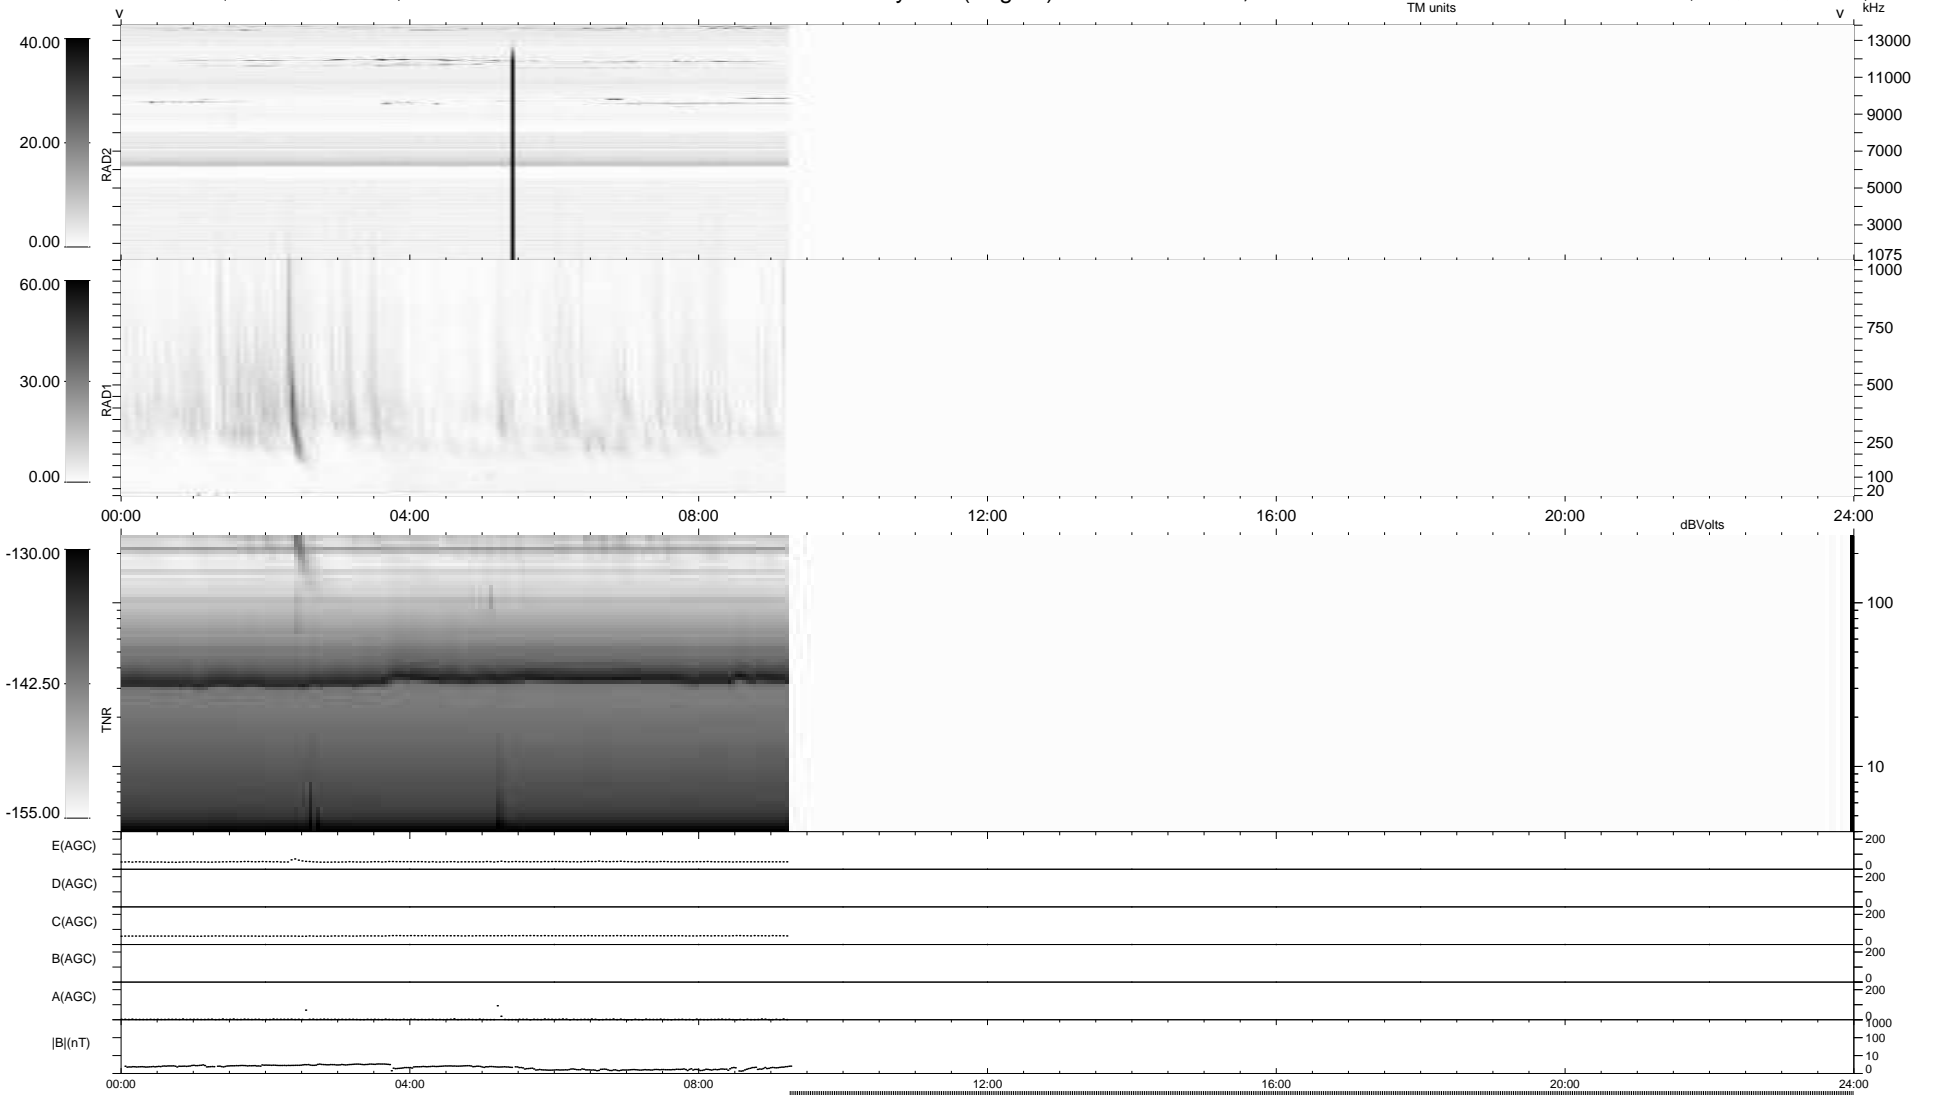 TM units
kHz
v
v
40.00
20.00
0.00
RAD2
13000
11000
9000
7000
5000
3000
1075
60.00
30.00
0.00
RAD1
1000
750
500
250
100
20
00:00 04:00 08:00 12:00 16:00 20:00 24:00
dBVolts
-130.00
-142.50
-155.00
TNR
100
10
E(AGC)
200
0
D(AGC)
200
0
C(AGC)
200
0
B(AGC)
200
0
A(AGC)
200
0
|B|(nT)
1000
100
10
0
00:00 04:00 08:00 12:00 16:00 20:00 24:00